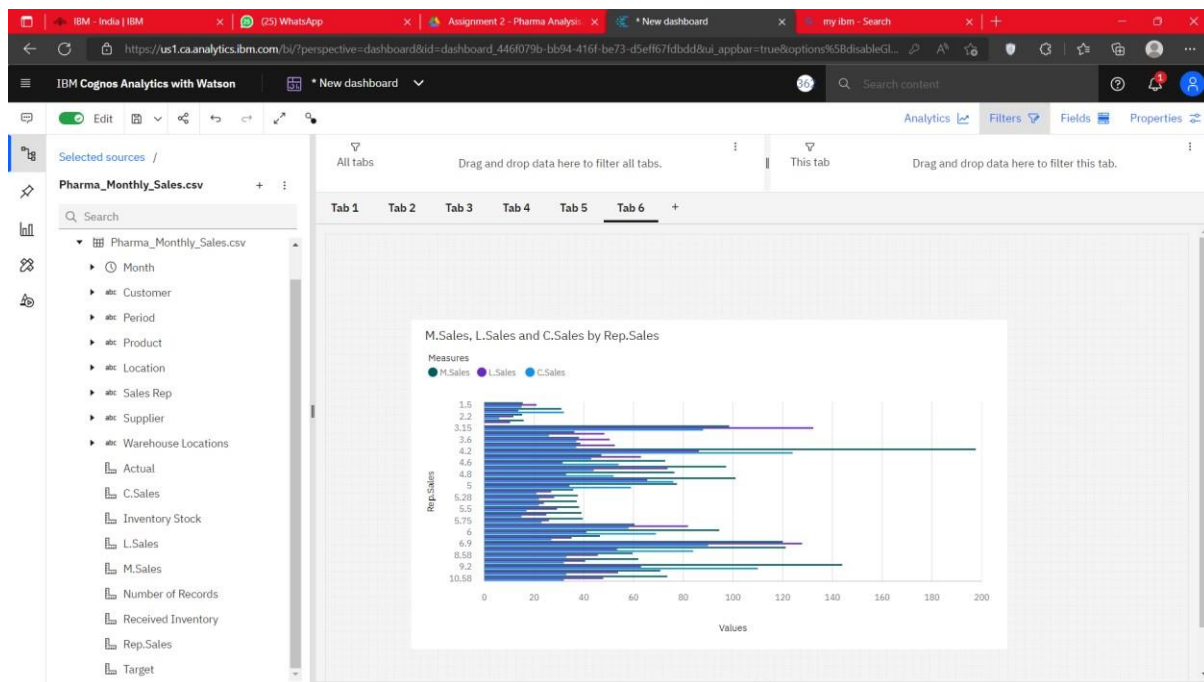 IBM - India | IBM
(25) WhatsApp
Assignment 2 - Pharma Analysis
* New dashboard
my ibm - Search
https://us1.ca.analytics.ibm.com/bi/?perspective=dashboard&id=dashboard_446f079b-bb94-416f-be73-d5eff67fdbdd&ui_appbar=true&options%5BdisableGl...
IBM Cognos Analytics with Watson
* New dashboard
Search content
1
Edit
Analytics
Filters
Fields
Properties
Selected sources /
Pharma_Monthly_Sales.csv
Search
Pharma_Monthly_Sales.csv
Month
abc Customer
abc Period
abc Product
abc Location
abc Sales Rep
abc Supplier
abc Warehouse Locations
Actual
C.Sales
Inventory Stock
L.Sales
M.Sales
Number of Records
Received Inventory
Rep.Sales
Target
All tabs
Drag and drop data here to filter all tabs.
This tab
Drag and drop data here to filter this tab.
Tab 1 Tab 2 Tab 3 Tab 4 Tab 5 Tab 6 +
M.Sales, L.Sales and C.Sales by Rep.Sales
Measures
M.Sales L.Sales C.Sales
Rep.Sales
1.5
2.2
3.15
3.6
4.2
4.6
4.8
5
5.28
5.5
5.75
6
6.9
8.58
9.2
10.58
0 20 40 60 80 100 120 140 160 180 200
Values